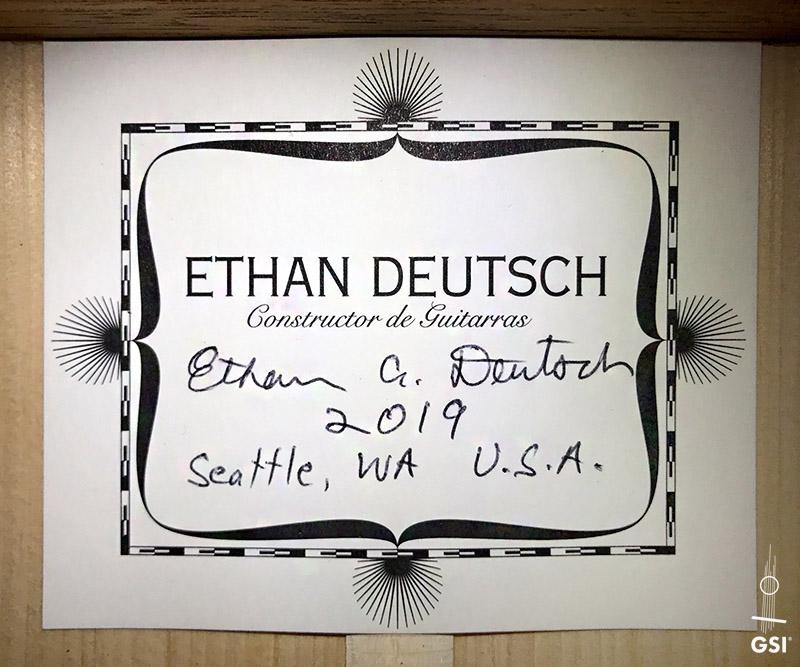 ETHAN DEUTSCH
Constructor de Guitarras
Ethan G. Deutsch
2019
Seattle, WA U.S.A.
GSI®